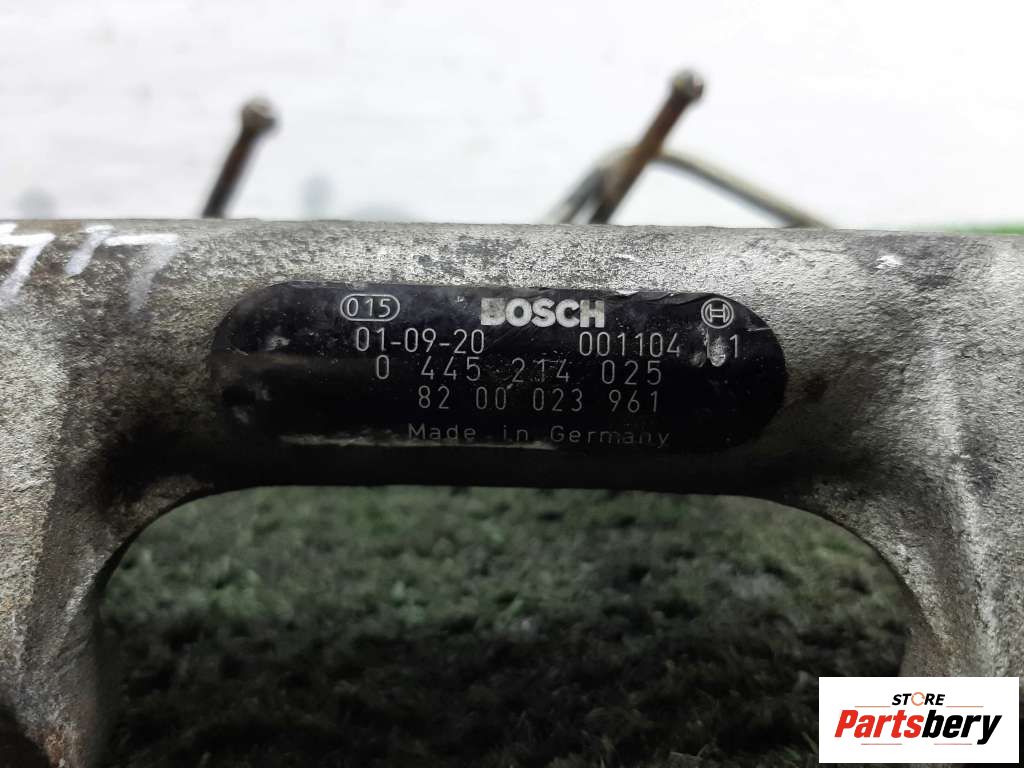 015 BOSCH
01-09-20 001104 1
0 445 214 025
82 00 023 961
Made in Germany
STORE
Partsbery